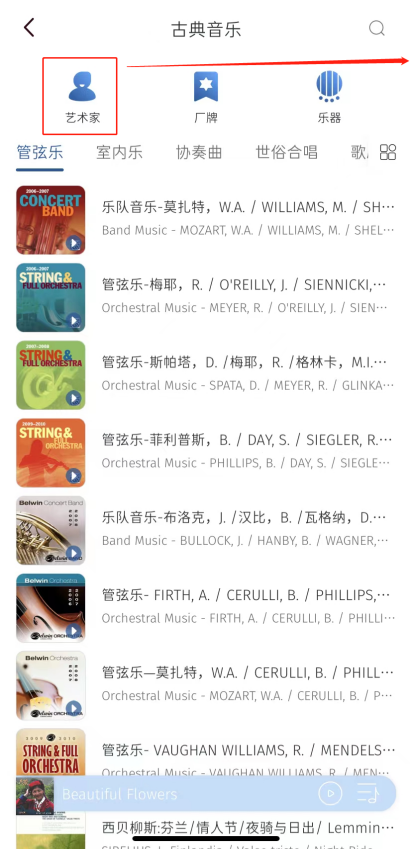 古典音乐
艺术家
厂牌
乐器
管弦乐
室内乐
协奏曲
世俗合唱
歌
2006-2007
CONCERT
BAND
乐队音乐-莫扎特，W.A. / WILLIAMS, M. / SH···
Band Music - MOZART, W.A. / WILLIAMS, M. / SHEL···
2006-2007
STRING &
FULL ORCHESTRA
管弦乐-梅耶，R. / O'REILLY, J. / SIENNICKI,···
Orchestral Music - MEYER, R. / O'REILLY, J. / SIEN···
2007-2008
STRING &
FULL ORCHESTRA
管弦乐-斯帕塔，D. /梅耶，R. /格林卡，M.I.···
Orchestral Music - SPATA, D. / MEYER, R. / GLINKA···
2009-2010
STRING &
FULL
ORCHESTRA
管弦乐-菲利普斯，B. / DAY, S. / SIEGLER, R.···
Orchestral Music - PHILLIPS, B. / DAY, S. / SIEGLE···
Belwin Concert Band
乐队音乐-布洛克，J. /汉比，B. /瓦格纳，D.···
Band Music - BULLOCK, J. / HANBY, B. / WAGNER,···
Belwin Orchestra
2006
2007
管弦乐- FIRTH, A. / CERULLI, B. / PHILLIPS,···
Orchestral Music - FIRTH, A. / CERULLI, B. / PHILLI···
Belwin Orchestra
管弦乐—莫扎特，W.A. / CERULLI, B. / PHILL···
Orchestral Music - MOZART, W.A. / CERULLI, B. / P···
STRING & FULL
ORCHESTRA
管弦乐- VAUGHAN WILLIAMS, R. / MENDELS···
Orchestral Music - VAUGHAN WILLIAMS, R. / MEN···
Beautiful Flowers
西贝柳斯:芬兰/情人节/夜骑与日出/ Lemmin···
SIBELIUS, J.: Finlandia / Valse triste / Night Ride···